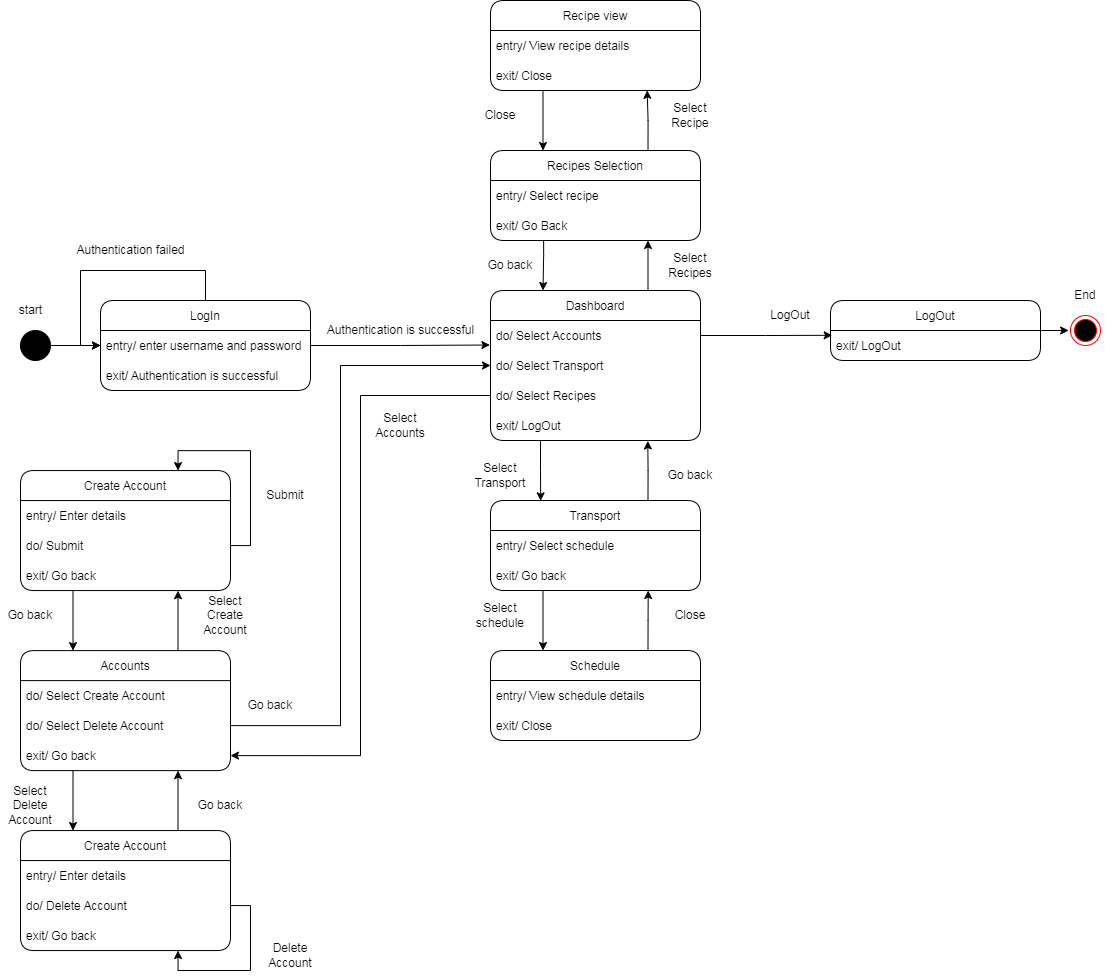 Recipe view
entry/ View recipe details
exit/ Close
Close
Select
Recipe
Recipes Selection
entry/ Select recipe
exit/ Go Back
Go back
Select
Recipes
Authentication failed
start
LogIn
entry/ enter username and password
exit/ Authentication is successful
Authentication is successful
Dashboard
do/ Select Accounts
do/ Select Transport
do/ Select Recipes
exit/ LogOut
LogOut
LogOut
exit/ LogOut
End
Select
Accounts
Select
Transport
Go back
Transport
entry/ Select schedule
exit/ Go back
Select
schedule
Close
Schedule
entry/ View schedule details
exit/ Close
Create Account
entry/ Enter details
do/ Submit
exit/ Go back
Submit
Go back
Select
Create
Account
Accounts
do/ Select Create Account
do/ Select Delete Account
exit/ Go back
Go back
Select
Delete
Account
Go back
Create Account
entry/ Enter details
do/ Delete Account
exit/ Go back
Delete
Account